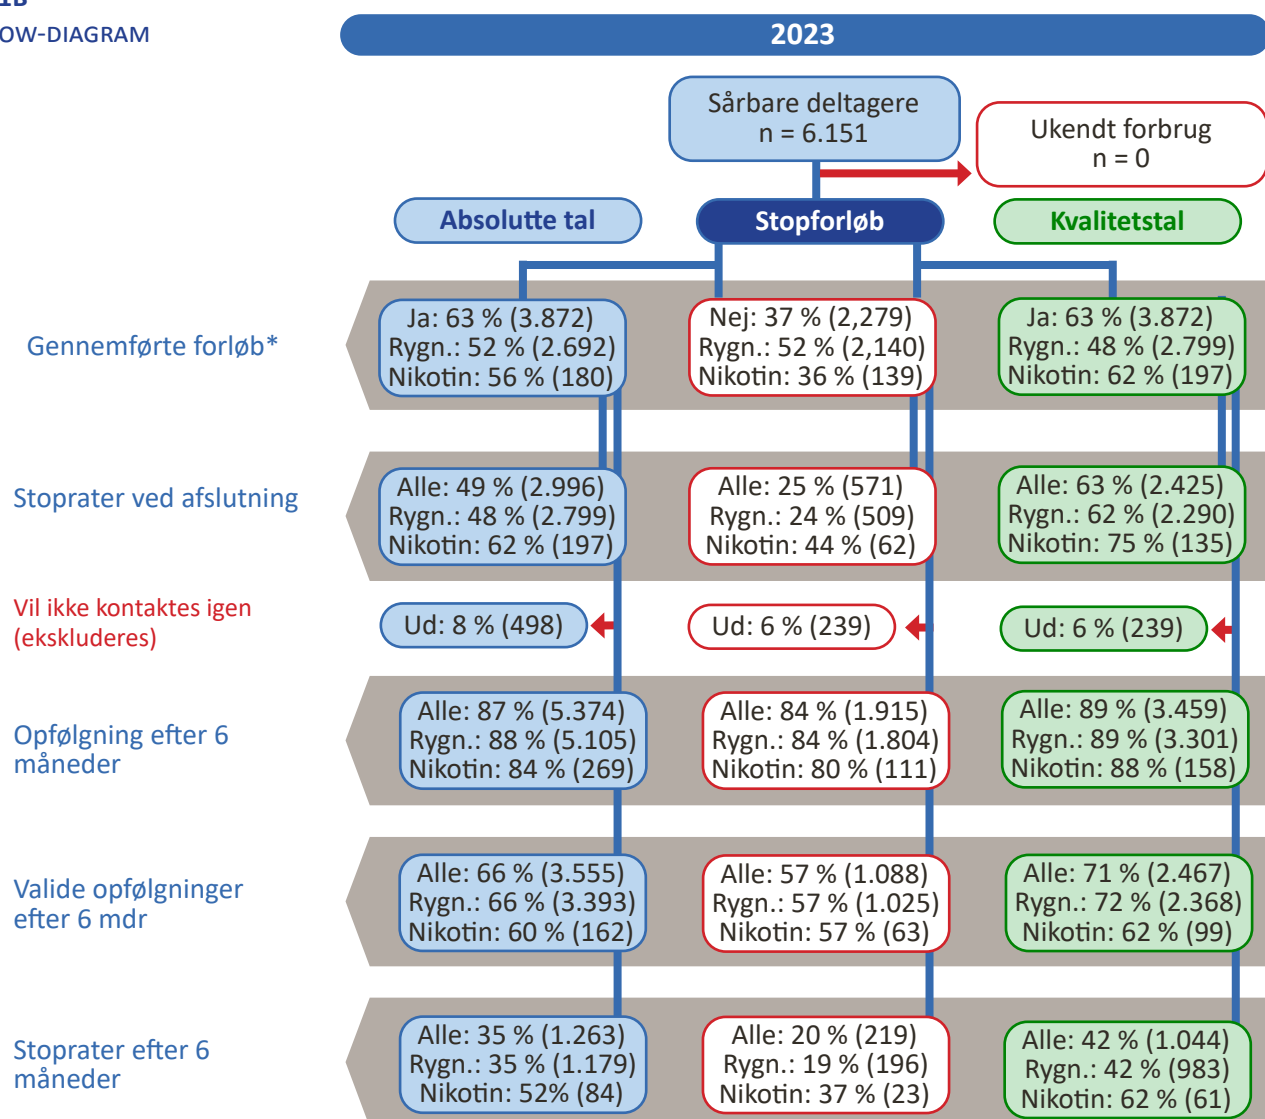 1B
OW-DIAGRAM
2023
Sårbare deltagere
n = 6.151
Ukendt forbrug
n = 0
Absolutte tal
Stopforløb
Kvalitetstal
Gennemførte forløb*
Ja: 63 % (3.872)
Rygn.: 52 % (2.692)
Nikotin: 56 % (180)
Nej: 37 % (2,279)
Rygn.: 52 % (2,140)
Nikotin: 36 % (139)
Ja: 63 % (3.872)
Rygn.: 48 % (2.799)
Nikotin: 62 % (197)
Stoprater ved afslutning
Alle: 49 % (2.996)
Rygn.: 48 % (2.799)
Nikotin: 62 % (197)
Alle: 25 % (571)
Rygn.: 24 % (509)
Nikotin: 44 % (62)
Alle: 63 % (2.425)
Rygn.: 62 % (2.290)
Nikotin: 75 % (135)
Vil ikke kontaktes igen
(ekskluderes)
Ud: 8 % (498)
Ud: 6 % (239)
Ud: 6 % (239)
Opfølgning efter 6
måneder
Alle: 87 % (5.374)
Rygn.: 88 % (5.105)
Nikotin: 84 % (269)
Alle: 84 % (1.915)
Rygn.: 84 % (1.804)
Nikotin: 80 % (111)
Alle: 89 % (3.459)
Rygn.: 89 % (3.301)
Nikotin: 88 % (158)
Valide opfølgninger
efter 6 mdr
Alle: 66 % (3.555)
Rygn.: 66 % (3.393)
Nikotin: 60 % (162)
Alle: 57 % (1.088)
Rygn.: 57 % (1.025)
Nikotin: 57 % (63)
Alle: 71 % (2.467)
Rygn.: 72 % (2.368)
Nikotin: 62 % (99)
Stoprater efter 6
måneder
Alle: 35 % (1.263)
Rygn.: 35 % (1.179)
Nikotin: 52% (84)
Alle: 20 % (219)
Rygn.: 19 % (196)
Nikotin: 37 % (23)
Alle: 42 % (1.044)
Rygn.: 42 % (983)
Nikotin: 62 % (61)